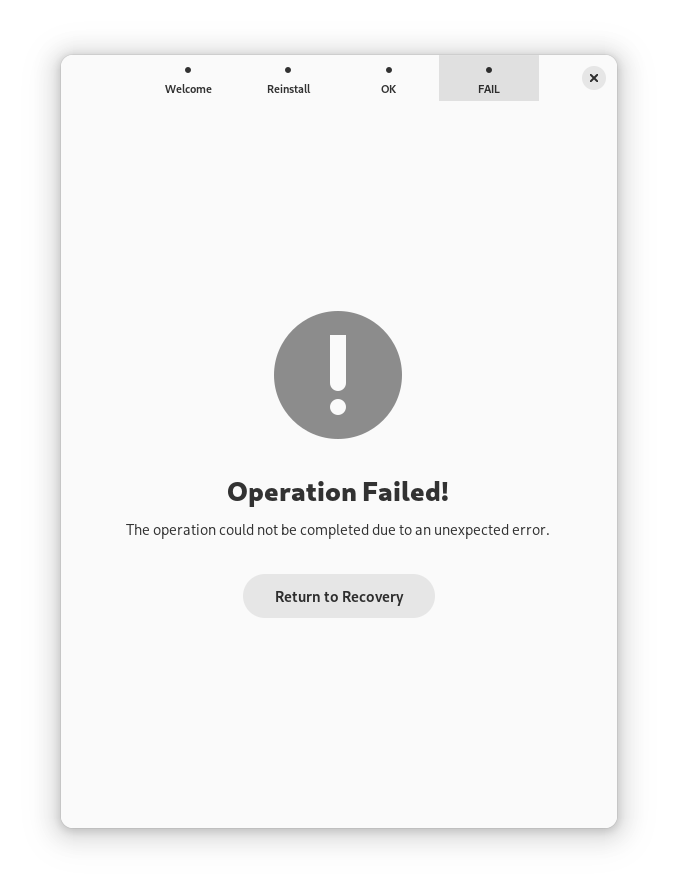 Welcome
Reinstall
OK
FAIL
Operation Failed!
The operation could not be completed due to an unexpected error.
Return to Recovery